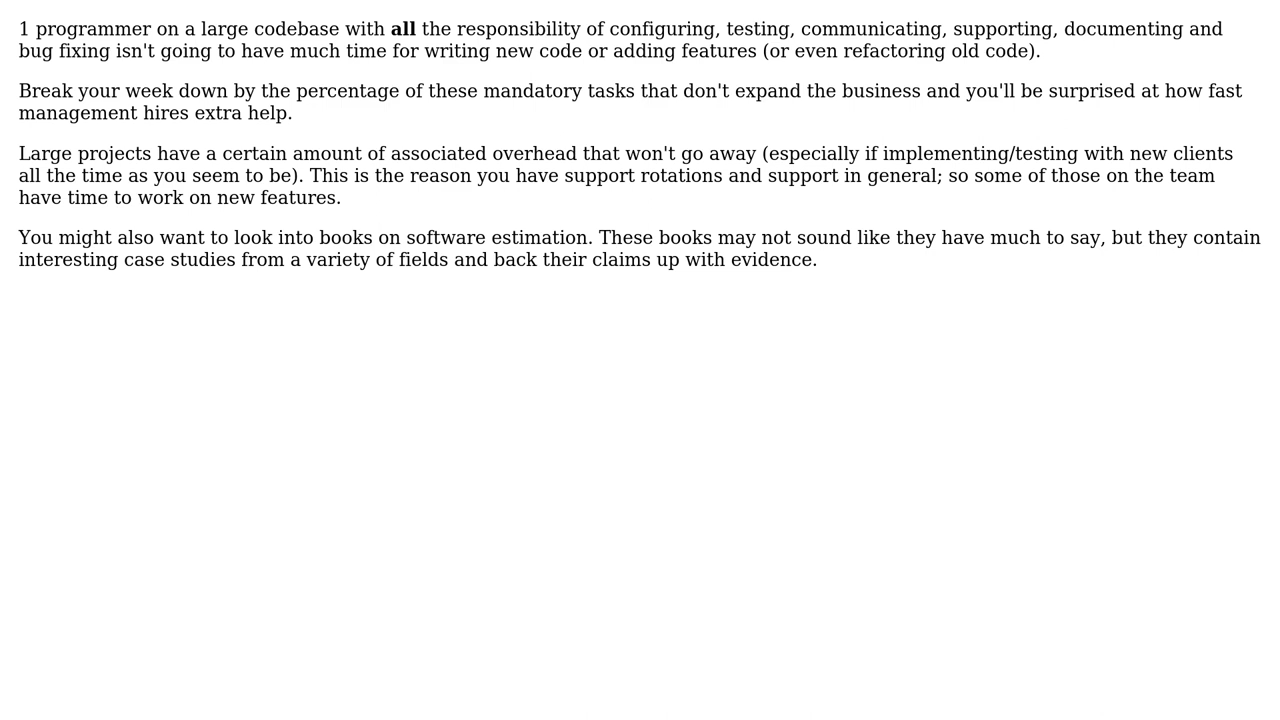 1 programmer on a large codebase with all the responsibility of configuring, testing, communicating, supporting, documenting and
bug fixing isn't going to have much time for writing new code or adding features (or even refactoring old code).
Break your week down by the percentage of these mandatory tasks that don't expand the business and you'll be surprised at how fast
management hires extra help.
Large projects have a certain amount of associated overhead that won't go away (especially if implementing/testing with new clients
all the time as you seem to be). This is the reason you have support rotations and support in general; so some of those on the team
have time to work on new features.
You might also want to look into books on software estimation. These books may not sound like they have much to say, but they contain
interesting case studies from a variety of fields and back their claims up with evidence.